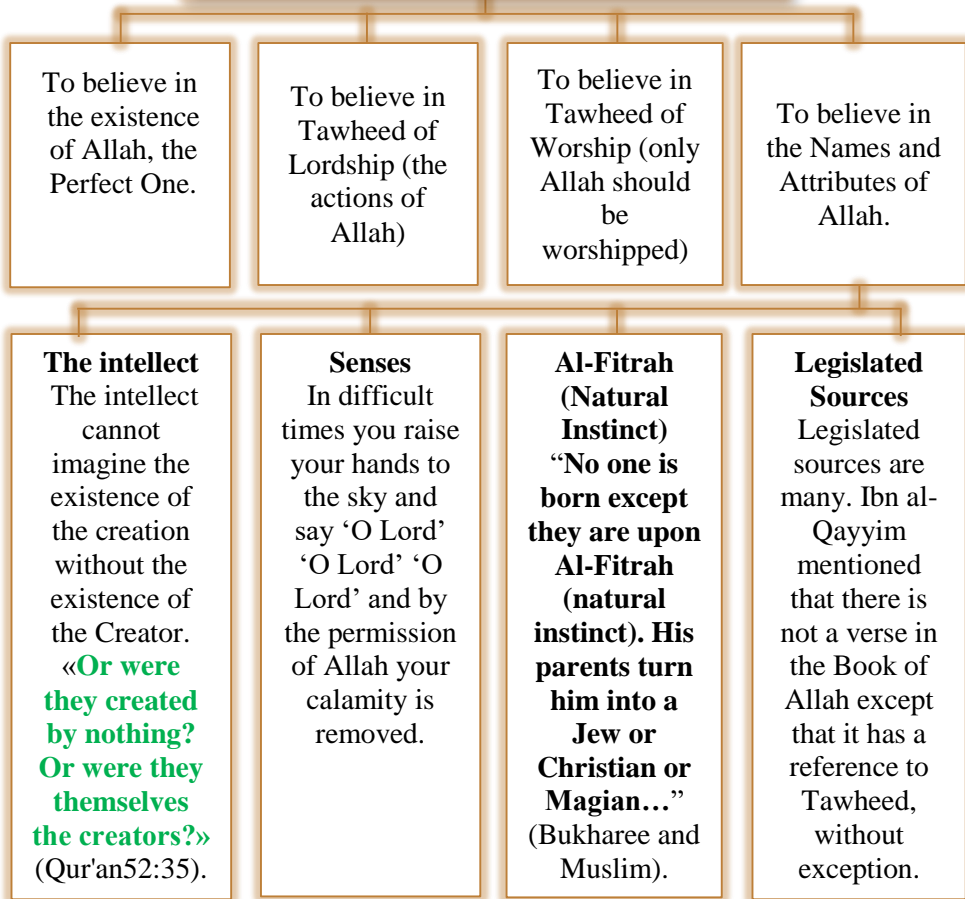 To believe in
the existence
of Allah, the
Perfect One.
To believe in
Tawheed of
Lordship (the
actions of
Allah)
To believe in
Tawheed of
Worship (only
Allah should
be
worshipped)
To believe in
the Names and
Attributes of
Allah.
The intellect
The intellect
cannot
imagine the
existence of
the creation
without the
existence of
the Creator.
«Or were
they created
by nothing?
Or were they
themselves
the creators?»
(Qur'an52:35).
Senses
In difficult
times you raise
your hands to
the sky and
say ‘O Lord’
‘O Lord’ ‘O
Lord’ and by
the permission
of Allah your
calamity is
removed.
Al-Fitrah
(Natural
Instinct)
“No one is
born except
they are upon
Al-Fitrah
(natural
instinct). His
parents turn
him into a
Jew or
Christian or
Magian…”
(Bukharee and
Muslim).
Legislated
Sources
Legislated
sources are
many. Ibn al-
Qayyim
mentioned
that there is
not a verse in
the Book of
Allah except
that it has a
reference to
Tawheed,
without
exception.